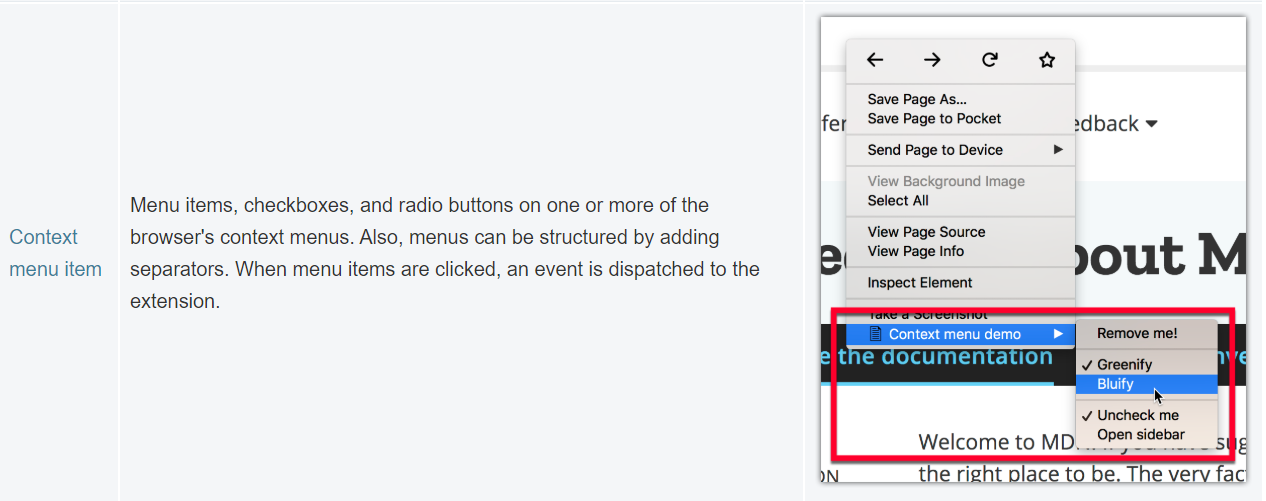 Context
menu item
Menu items, checkboxes, and radio buttons on one or more of the
browser's context menus. Also, menus can be structured by adding
separators. When menu items are clicked, an event is dispatched to the
extension.
Save Page As...
Save Page to Pocket
edback
Send Page to Device
View Background Image
Select All
View Page Source
View Page Info
bout M
Inspect Element
Take a Screenshot
Context menu demo
Remove me!
e the documentation
Greenify
Bluify
Uncheck me
Open sidebar
Welcome to MD
sug
the right place to be. The very fact
ON